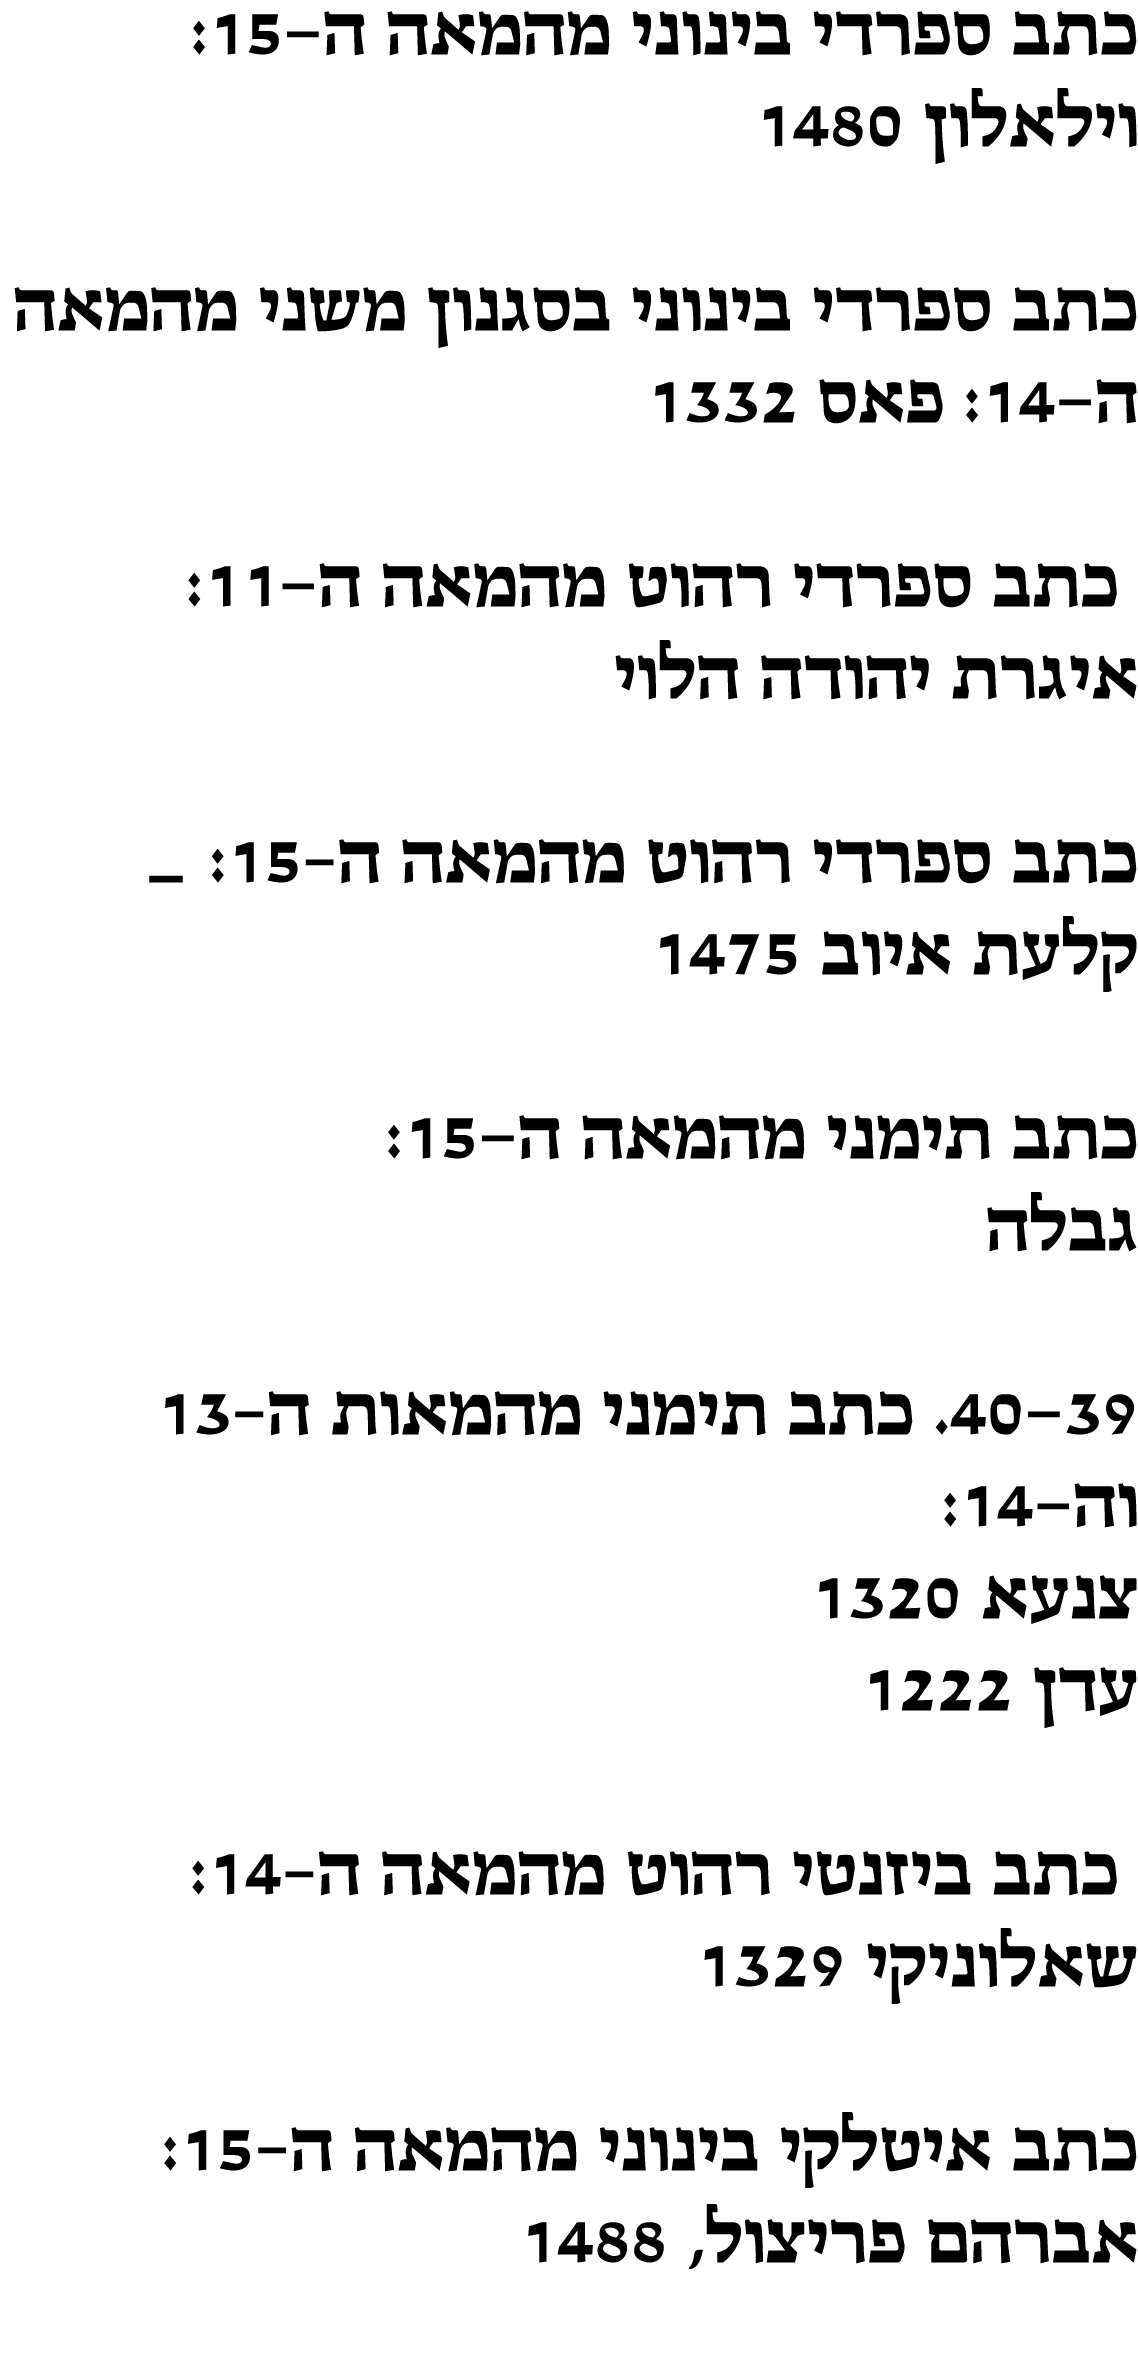 כתב ספרדי בינוני מהמאה ה–15:
וילאלון 1480
כתב ספרדי בינוני בסגנון משני מהמאה
ה–14: פאס 1332
כתב ספרדי רהוט מהמאה ה–11:
איגרת יהודה הלוי
כתב ספרדי רהוט מהמאה ה–15: _
קלעת איוב 1475
כתב תימני מהמאה ה–15:
גבלה
39–40. כתב תימני מהמאות ה–13
וה–14:
צנעא 1320
עדן 1222
כתב ביזנטי רהוט מהמאה ה–14:
שאלוניקי 1329
כתב איטלקי בינוני מהמאה ה–15:
אברהם פריצול, 1488